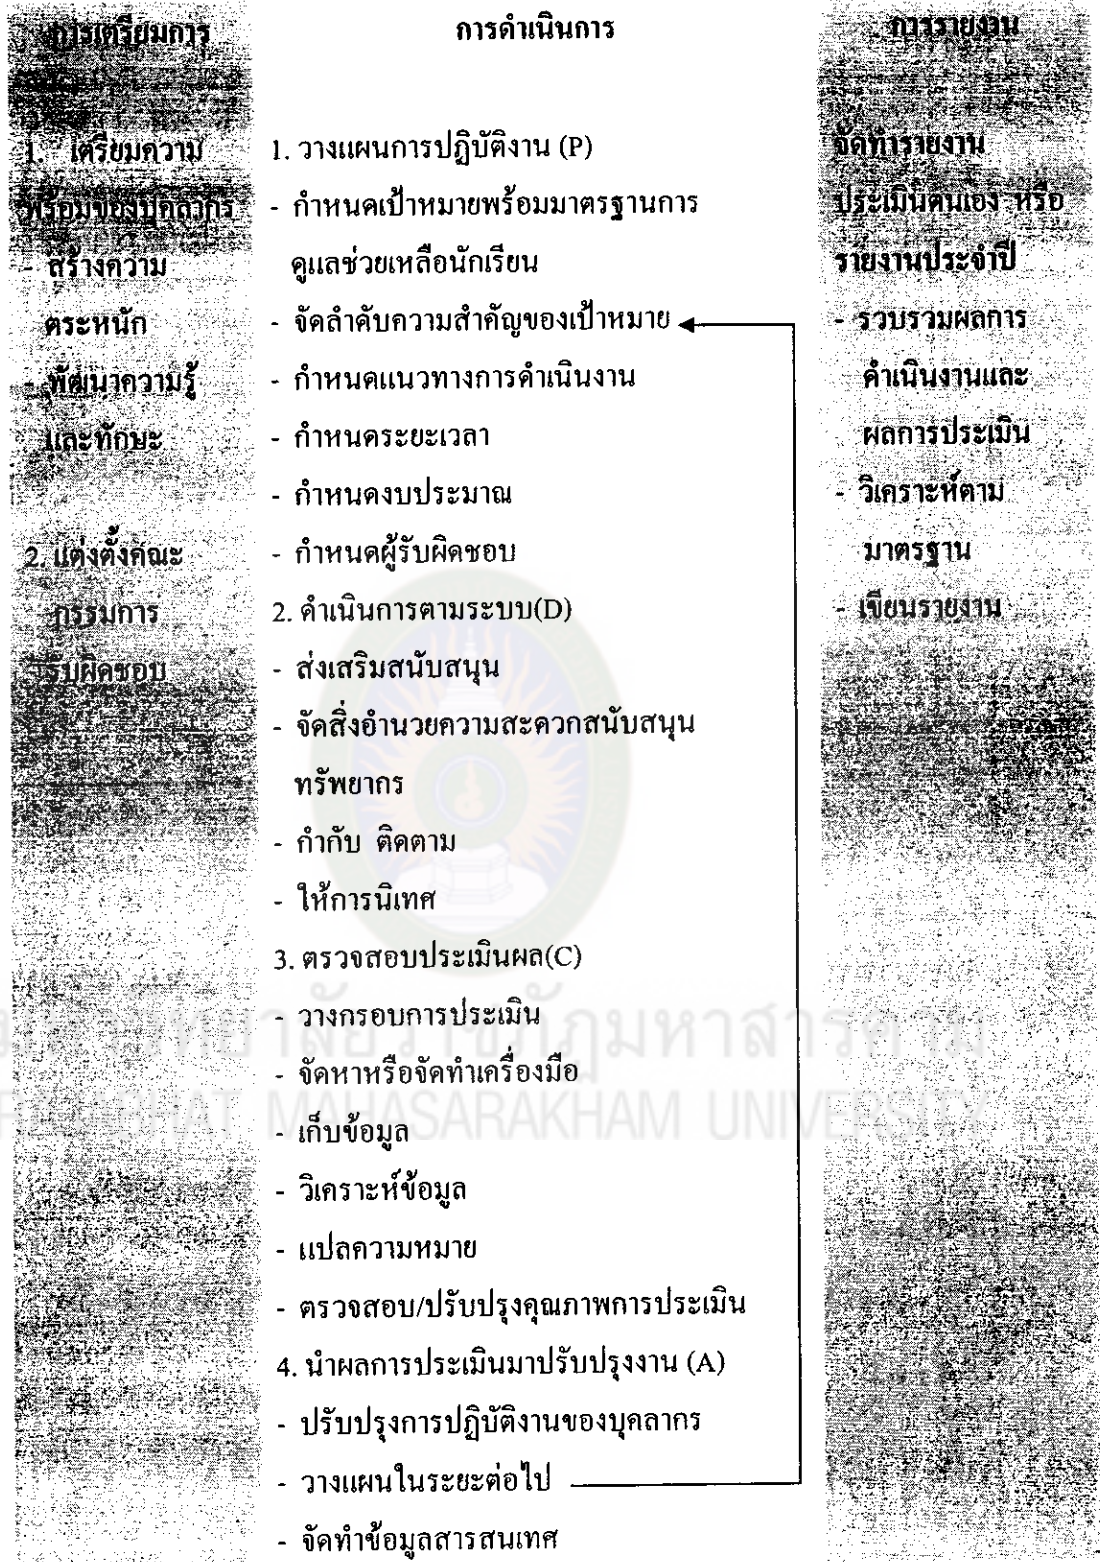 การเตรียมการ
1. เตรียมความ
พร้อมของบุคลากร
- สร้างความ
ตระหนัก
- พัฒนาความรู้
และทักษะ
2. แต่งตั้งคณะ
กรรมการ
รับผิดชอบ
การดำเนินการ
1. วางแผนการปฏิบัติงาน (P)
- กำหนดเป้าหมายพร้อมมาตรฐานการ
ดูแลช่วยเหลือนักเรียน
- จัดลำดับความสำคัญของเป้าหมาย
- กำหนดแนวทางการดำเนินงาน
- กำหนดระยะเวลา
- กำหนดงบประมาณ
- กำหนดผู้รับผิดชอบ
2. ดำเนินการตามระบบ(D)
- ส่งเสริมสนับสนุน
- จัดสิ่งอำนวยความสะดวกสนับสนุน
ทรัพยากร
- กำกับ ติดตาม
- ให้การนิเทศ
3. ตรวจสอบประเมินผล(C)
- วางกรอบการประเมิน
- จัดหาหรือจัดทำเครื่องมือ
- เก็บข้อมูล
- วิเคราะห์ข้อมูล
- แปลความหมาย
- ตรวจสอบ/ปรับปรุงคุณภาพการประเมิน
4. นำผลการประเมินมาปรับปรุงงาน (A)
- ปรับปรุงการปฏิบัติงานของบุคลากร
- วางแผนในระยะต่อไป
- จัดทำข้อมูลสารสนเทศ
การรายงาน
จัดทำรายงาน
ประเมินตนเอง หรือ
รายงานประจำปี
- รวบรวมผลการ
ดำเนินงานและ
ผลการประเมิน
- วิเคราะห์ตาม
มาตรฐาน
- เขียนรายงาน
MAHASARAKHAM UNIVERSITY